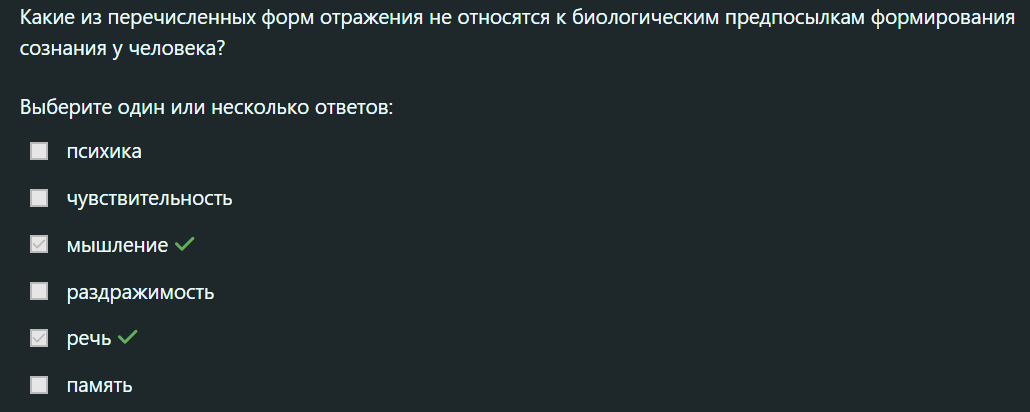 Какие из перечисленных форм отражения не относятся к биологическим предпосылкам формирования
сознания у человека?
Выберите один или несколько ответов:
психика
чувствительность
мышление
раздражимость
речь
память